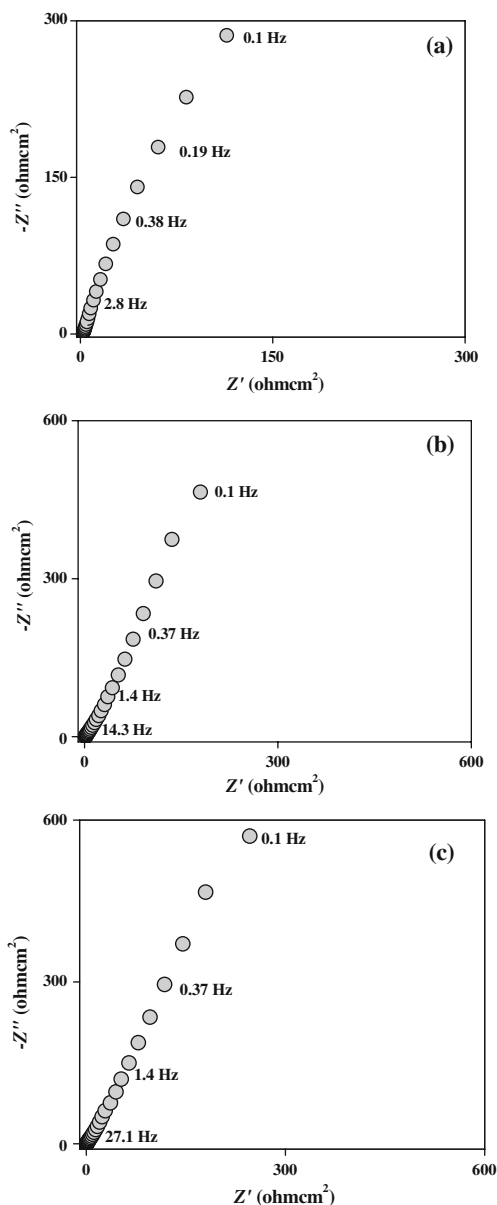 300
(a)
0.1 Hz
-Z'' (ohmcm²)
0.19 Hz
150
0.38 Hz
2.8 Hz
0
0 150 300
Z' (ohmcm²)
600
(b)
0.1 Hz
-Z'' (ohmcm²)
300
0.37 Hz
1.4 Hz
14.3 Hz
0
0 300 600
Z' (ohmcm²)
600
(c)
0.1 Hz
-Z'' (ohmcm²)
300
0.37 Hz
1.4 Hz
27.1 Hz
0
0 300 600
Z' (ohmcm²)